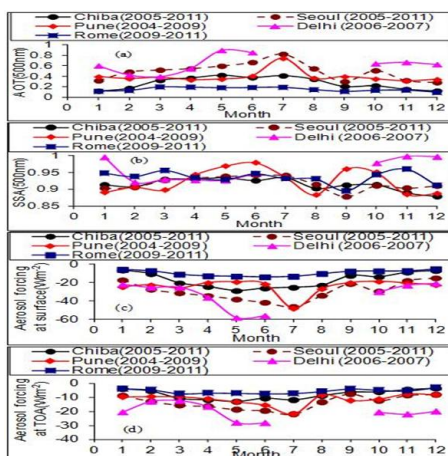 Chiba(2005-2011) Seoul (2005-2011)
Pune (2004-2009) Delhi (2006-2007)
Rome(2009-2011)
AOT(500nm)
1
0.8
0.6
0.4
0.2
0
(a)
0 1 2 3 4 5 6 7 8 9 10 11 12
Month
Chiba(2005-2011) Seoul(2005-2011)
Pune(2004-2009) Delhi(2006-2007)
Rome(2009-2011)
SSA(500nm)
1
0.95
0.90
0.85
(b)
0 1 2 3 4 5 6 7 8 9 10 11 12
Month
Chiba(2005-2011) Seoul (2005-2011)
Pune(2004-2009) Delhi (2006-2007)
Rome(2009-2011)
Aerosol forcing
at surface(Wm-2)
0
-20
-40
-60
(c)
0 1 2 3 4 5 6 7 8 9 10 11 12
Month
Chiba(2005-2011) Seoul (2005-2011)
Pune(2004-2009) Delhi (2006-2007)
Rome(2009-2011)
Aerosol forcing
at TOA(Wm-2)
0
-10
-20
-30
-40
(d)
0 1 2 3 4 5 6 7 8 9 10 11 12
Month